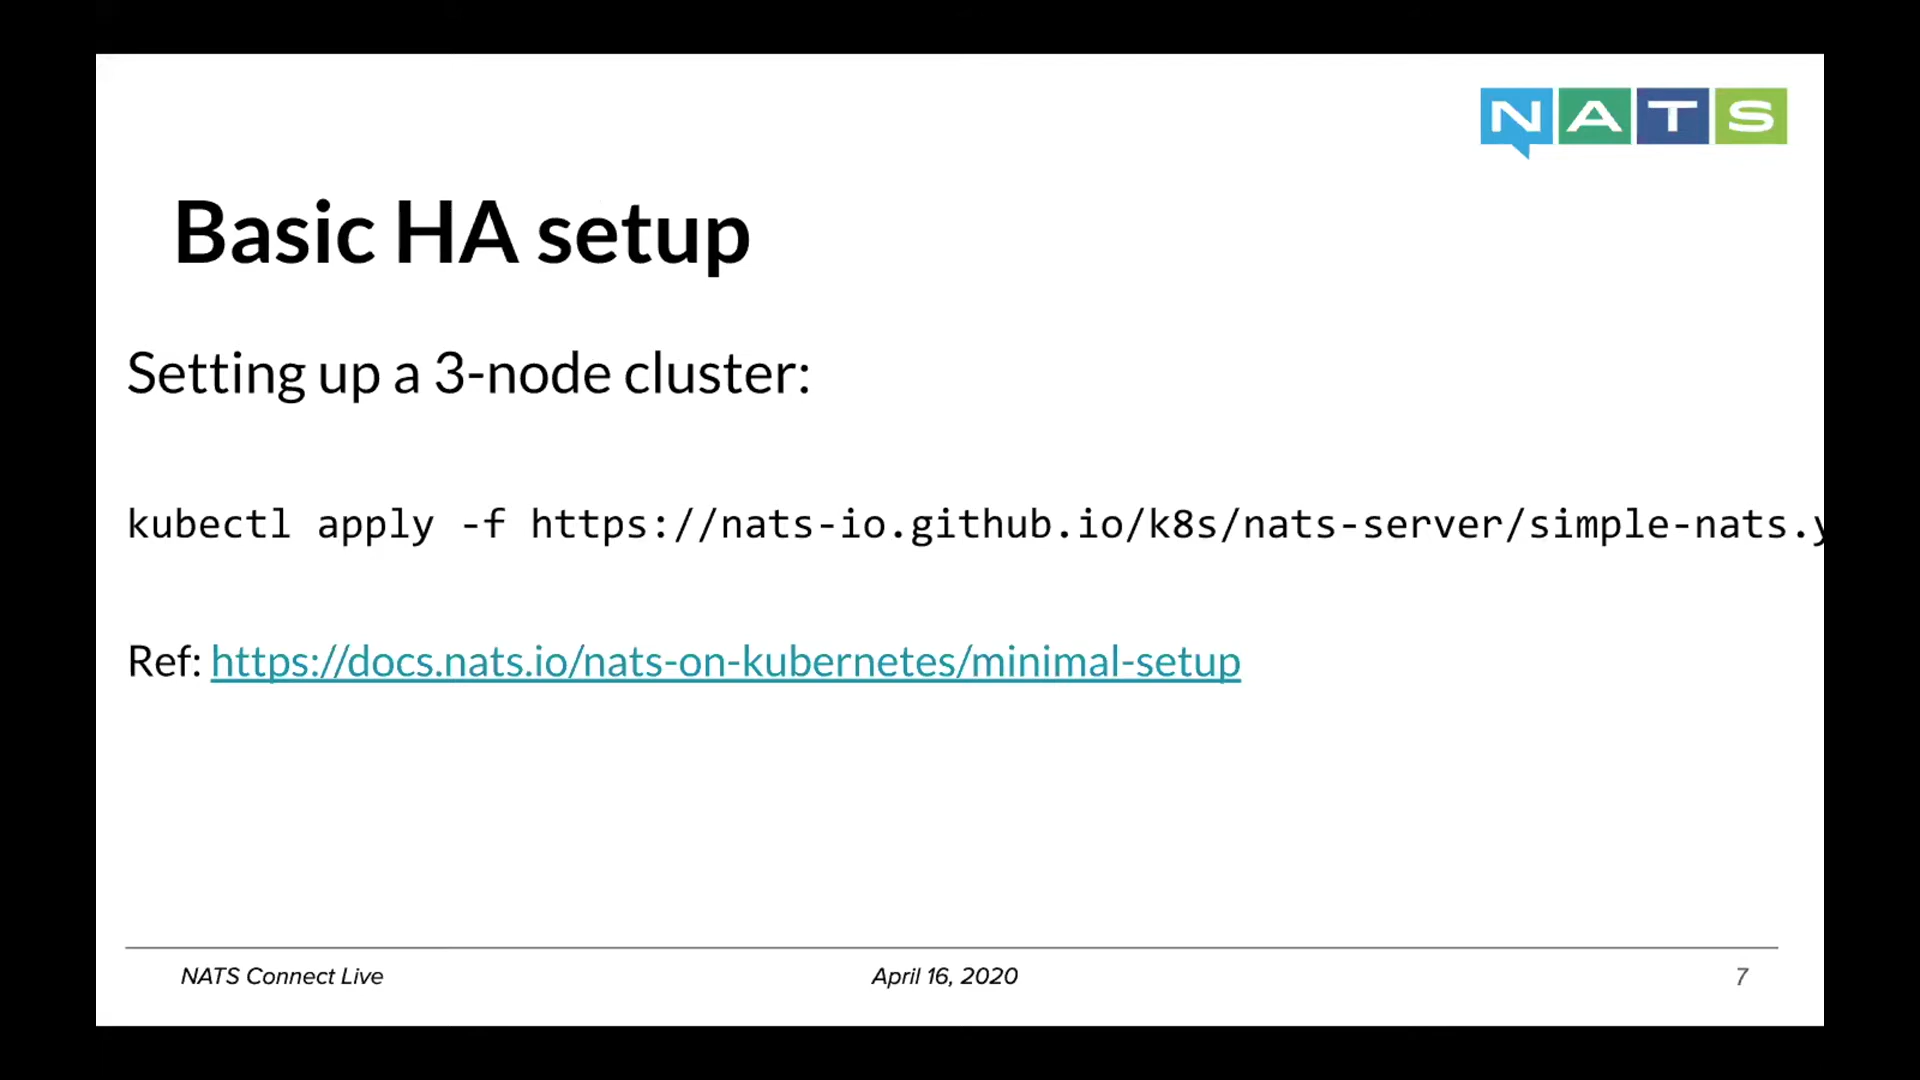 NATS
Basic HA setup
Setting up a 3-node cluster:
kubectl apply -f https://nats-io.github.io/k8s/nats-server/simple-nats.y
Ref: https://docs.nats.io/nats-on-kubernetes/minimal-setup
NATS Connect Live
April 16, 2020
7